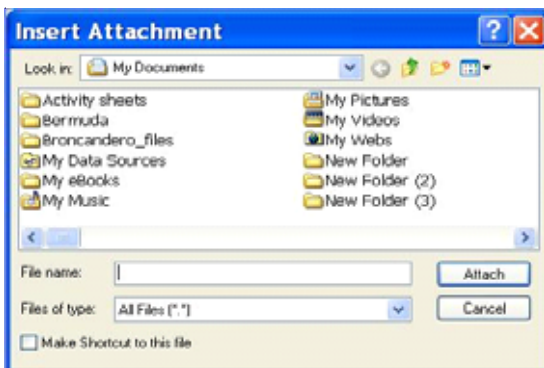 Insert Attachment
Look in: My Documents
Activity sheets
Bermuda
Broncandero_files
My Data Sources
My eBooks
My Music
My Pictures
My Videos
My Webs
New Folder
New Folder (2)
New Folder (3)
File name:
Attach
Files of type: All Files (*.*)
Cancel
Make Shortcut to this file